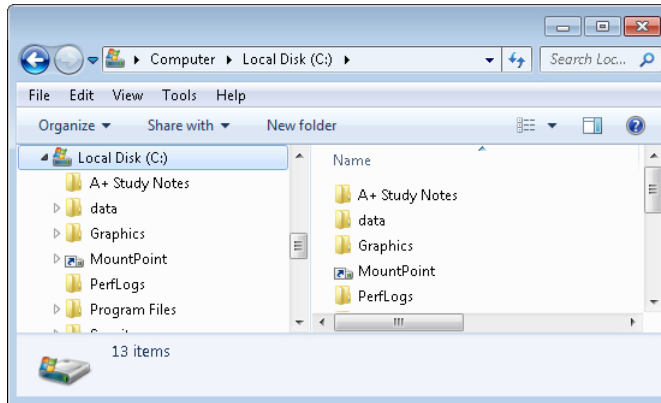 Computer Local Disk (C:) Search Loc...
File Edit View Tools Help
Organize Share with New folder
Local Disk (C:)
A+ Study Notes
data
Graphics
MountPoint
PerfLogs
Program Files
Name
A+ Study Notes
data
Graphics
MountPoint
PerfLogs
13 items